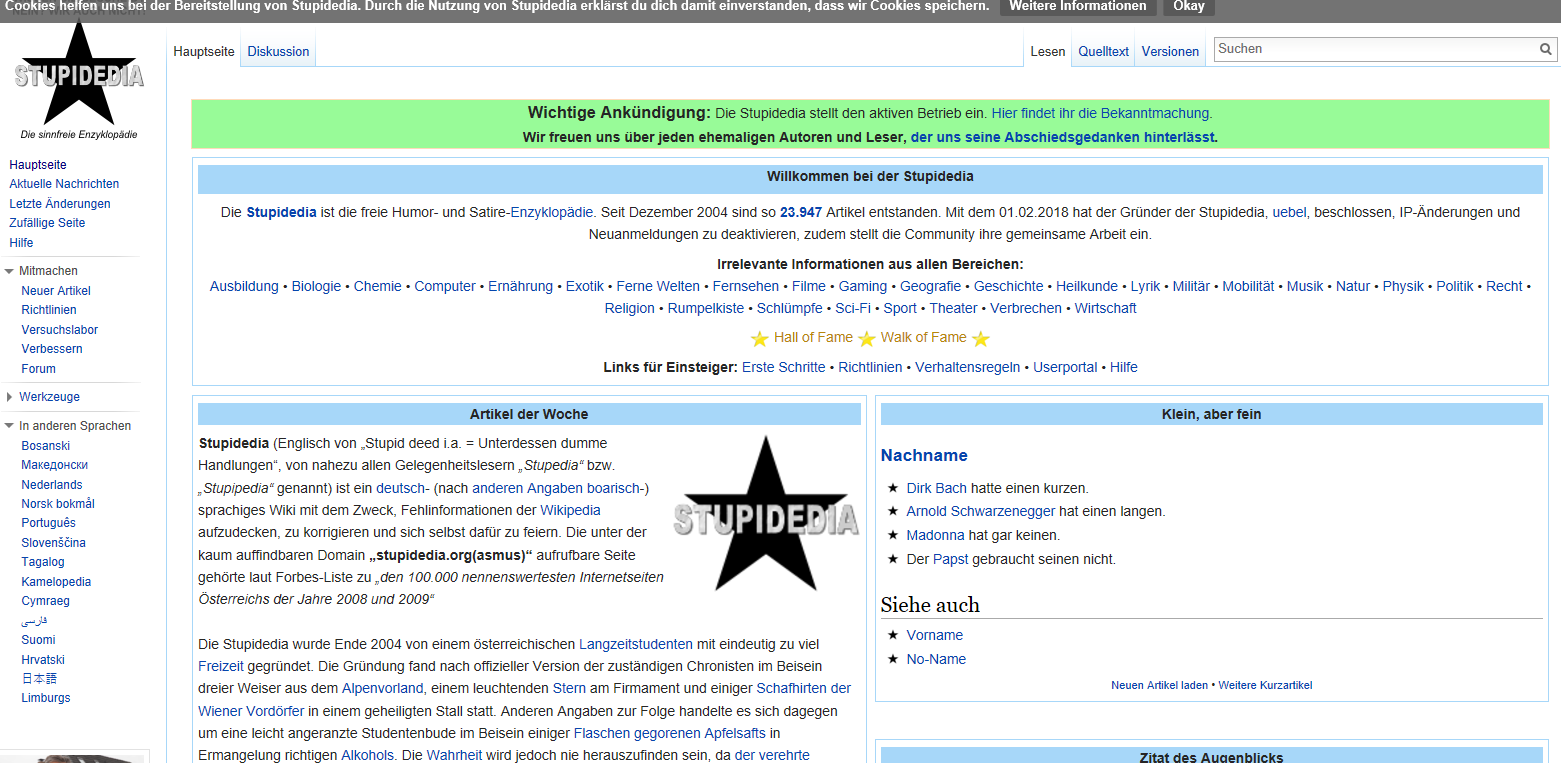 Cookies helfen uns bei der Bereitstellung von Stupidedia. Durch die Nutzung von Stupidedia erklärst du dich damit einverstanden, dass wir Cookies speichern. Weitere Informationen Okay
STUPIDEDIA
Die sinnfreie Enzyklopädie
Hauptseite
Aktuelle Nachrichten
Letzte Änderungen
Zufällige Seite
Hilfe
Mitmachen
Neuer Artikel
Richtlinien
Versuchslabor
Verbessern
Forum
Werkzeuge
In anderen Sprachen
Bosanski
Македонски
Nederlands
Norsk bokmål
Português
Slovenščina
Tagalog
Kamelopedia
Cymraeg
فارسی
Suomi
Hrvatski
日本語
Limburgs
Hauptseite Diskussion Lesen Quelltext Versionen Suchen
Wichtige Ankündigung: Die Stupidedia stellt den aktiven Betrieb ein. Hier findet ihr die Bekanntmachung.
Wir freuen uns über jeden ehemaligen Autoren und Leser, der uns seine Abschiedsgedanken hinterlässt.
Willkommen bei der Stupidedia
Die Stupidedia ist die freie Humor- und Satire-Enzyklopädie. Seit Dezember 2004 sind so 23.947 Artikel entstanden. Mit dem 01.02.2018 hat der Gründer der Stupidedia, uebel, beschlossen, IP-Änderungen und
Neuanmeldungen zu deaktivieren, zudem stellt die Community ihre gemeinsame Arbeit ein.
Irrelevante Informationen aus allen Bereichen:
Ausbildung • Biologie • Chemie • Computer • Ernährung • Exotik • Ferne Welten • Fernsehen • Filme • Gaming • Geografie • Geschichte • Heilkunde • Lyrik • Militär • Mobilität • Musik • Natur • Physik • Politik • Recht •
Religion • Rumpelkiste • Schlümpfe • Sci-Fi • Sport • Theater • Verbrechen • Wirtschaft
Hall of Fame Walk of Fame
Links für Einsteiger: Erste Schritte • Richtlinien • Verhaltensregeln • Userportal • Hilfe
Artikel der Woche
Stupidedia (Englisch von „Stupid deed i.a. = Unterdessen dumme
Handlungen“, von nahezu allen Gelegenheitslesern „Stupedia“ bzw.
„Stupipedia“ genannt) ist ein deutsch- (nach anderen Angaben boarisch-)
sprachiges Wiki mit dem Zweck, Fehlinformationen der Wikipedia
aufzudecken, zu korrigieren und sich selbst dafür zu feiern. Die unter der
kaum auffindbaren Domain „stupidedia.org(asmus)“ aufrufbare Seite
gehörte laut Forbes-Liste zu „den 100.000 nennenswertesten Internetseiten
Österreichs der Jahre 2008 und 2009“
STUPIDEDIA
Die Stupidedia wurde Ende 2004 von einem österreichischen Langzeitstudenten mit eindeutig zu viel
Freizeit gegründet. Die Gründung fand nach offizieller Version der zuständigen Chronisten im Beisein
dreier Weiser aus dem Alpenvorland, einem leuchtenden Stern am Firmament und einiger Schafhirten der
Wiener Vordörfer in einem geheiligten Stall statt. Anderen Angaben zur Folge handelte es sich dagegen
um eine leicht angeranzte Studentenbude im Beisein einiger Flaschen gegorenen Apfelsafts in
Ermangelung richtigen Alkohols. Die Wahrheit wird jedoch nie herauszufinden sein, da der verehrte
Klein, aber fein
Nachname
★ Dirk Bach hatte einen kurzen.
★ Arnold Schwarzenegger hat einen langen.
★ Madonna hat gar keinen.
★ Der Papst gebraucht seinen nicht.
Siehe auch
★ Vorname
★ No-Name
Neuen Artikel laden • Weitere Kurzartikel
Zitat des Augenblicks